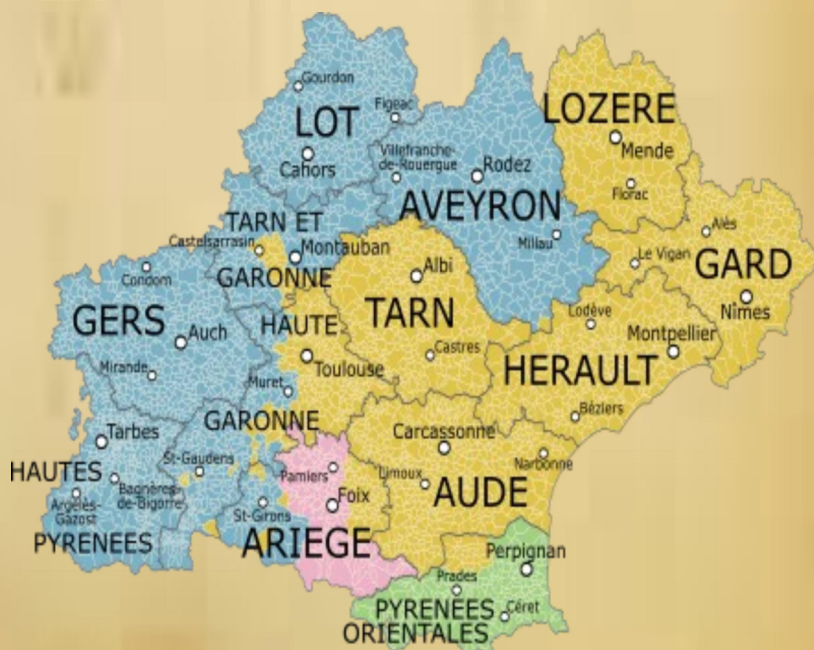 Gourdon
Figeac
LOT
LOZERE
Mende
Cahors
Villefranche-
de-Rouergue
Rodez
Florac
AVEYRON
TARN ET
Castelsarrasin
Montauban
Millau
Alès
Le Vigan
GARD
Condom
GARONNE
Albi
Nîmes
GERS
Auch
HAUTE
TARN
Lodève
Montpellier
Mirande
Toulouse
Castres
HERAULT
Muret
GARONNE
Béziers
Tarbes
Carcassonne
St-Gaudens
Narbonne
HAUTES
Bagnères-
de-Bigorre
Pamiers
Limoux
AUDE
Argelès-
Gazost
Foix
St-Girons
PYRENEES
ARIEGE
Perpignan
Prades
PYRENEES
Céret
ORIENTALES